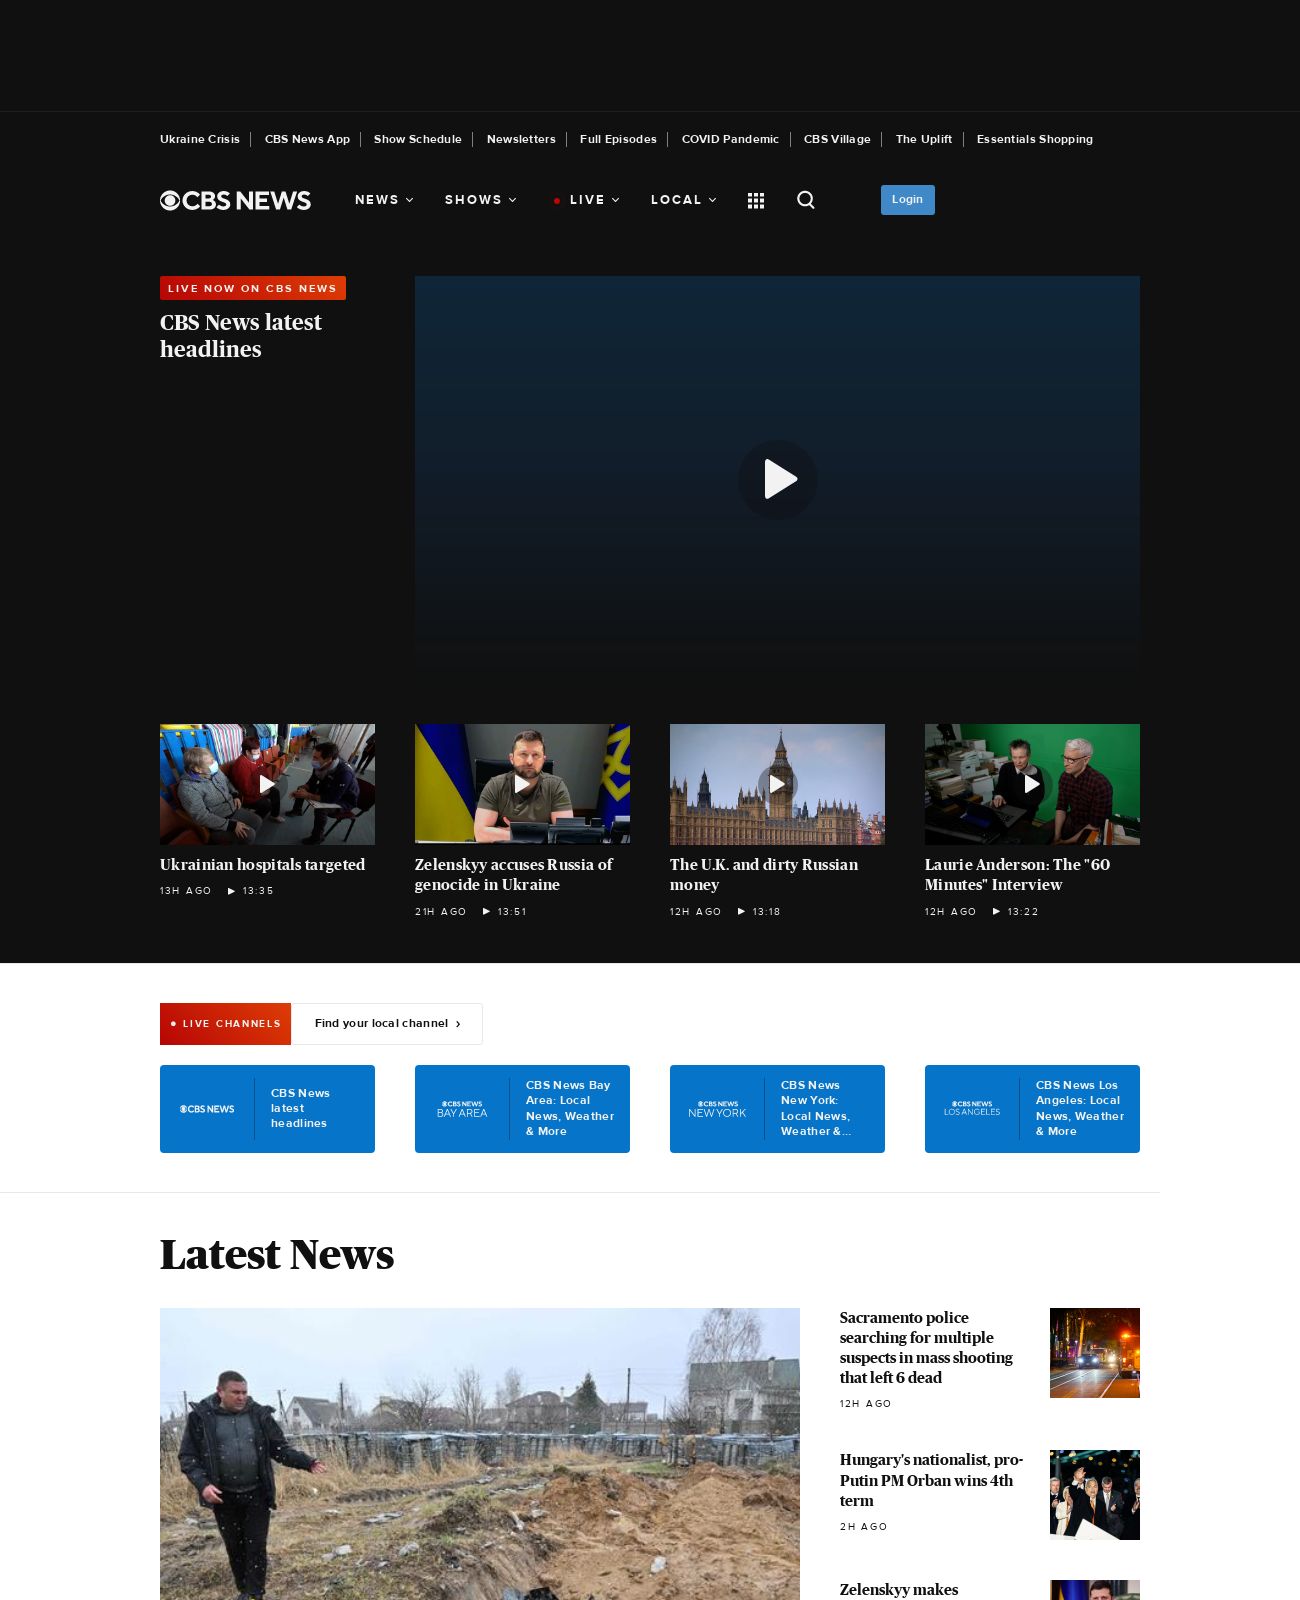 Ukraine Crisis CBS News App Show Schedule Newsletters Full Episodes COVID Pandemic CBS Village The Uplift Essentials Shopping
CBS NEWS NEWS SHOWS LIVE LOCAL Login
LIVE NOW ON CBS NEWS
CBS News latest
headlines
Ukrainian hospitals targeted
13H AGO 13:35
Zelenskyy accuses Russia of
genocide in Ukraine
21H AGO 13:51
The U.K. and dirty Russian
money
12H AGO 13:18
Laurie Anderson: The "60
Minutes" Interview
12H AGO 13:22
LIVE CHANNELS
Find your local channel ›
CBS NEWS
CBS News
latest
headlines
CBS NEWS
BAY AREA
CBS News Bay
Area: Local
News, Weather
& More
CBS NEWS
NEW YORK
CBS News
New York:
Local News,
Weather &...
CBS NEWS
LOS ANGELES
CBS News Los
Angeles: Local
News, Weather
& More
Latest News
Sacramento police
searching for multiple
suspects in mass shooting
that left 6 dead
12H AGO
Hungary's nationalist, pro-
Putin PM Orban wins 4th
term
2H AGO
Zelenskyy makes